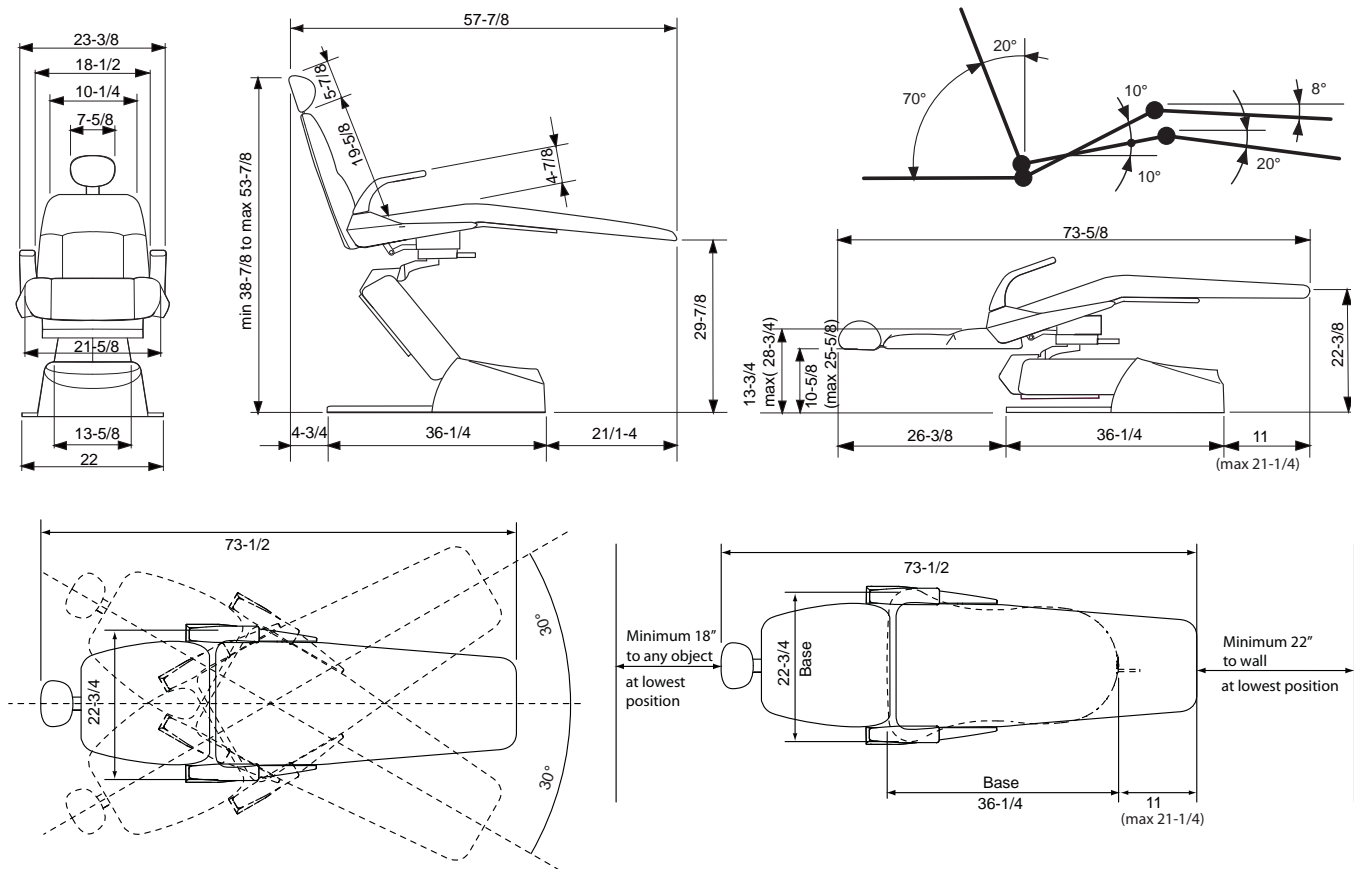 23-3/8
18-1/2
10-1/4
7-5/8
21-5/8
13-5/8
22
57-7/8
5-7/8
19-5/8
4-7/8
min 38-7/8 to max 53-7/8
29-7/8
4-3/4
36-1/4
21/1-4
20°
70°
10°
8°
10°
20°
73-5/8
13-3/4
max( 28-3/4)
10-5/8
(max 25-5/8)
22-3/8
26-3/8
36-1/4
11
(max 21-1/4)
73-1/2
22-3/4
30°
30°
73-1/2
Minimum 18"
to any object
at lowest
position
22-3/4
Base
Minimum 22"
to wall
at lowest position
Base
36-1/4
11
(max 21-1/4)